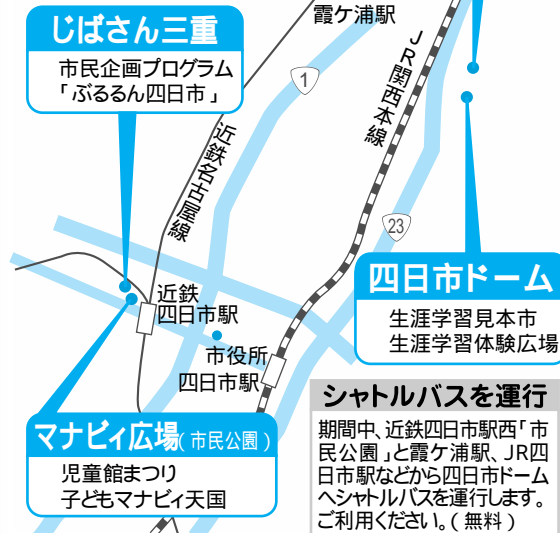 じばさん三重
市民企画プログラム
「ぶるるん四日市」
霞ケ浦駅
1
JR関西本線
近鉄名古屋線
23
四日市ドーム
生涯学習見本市
生涯学習体験広場
近鉄
四日市駅
市役所
四日市駅
マナビィ広場(市民公園)
児童館まつり
子どもマナビィ天国
シャトルバスを運行
期間中、近鉄四日市駅西「市
民公園」と霞ケ浦駅、JR四
日市駅などから四日市ドーム
へシャトルバスを運行します。
ご利用ください。(無料)